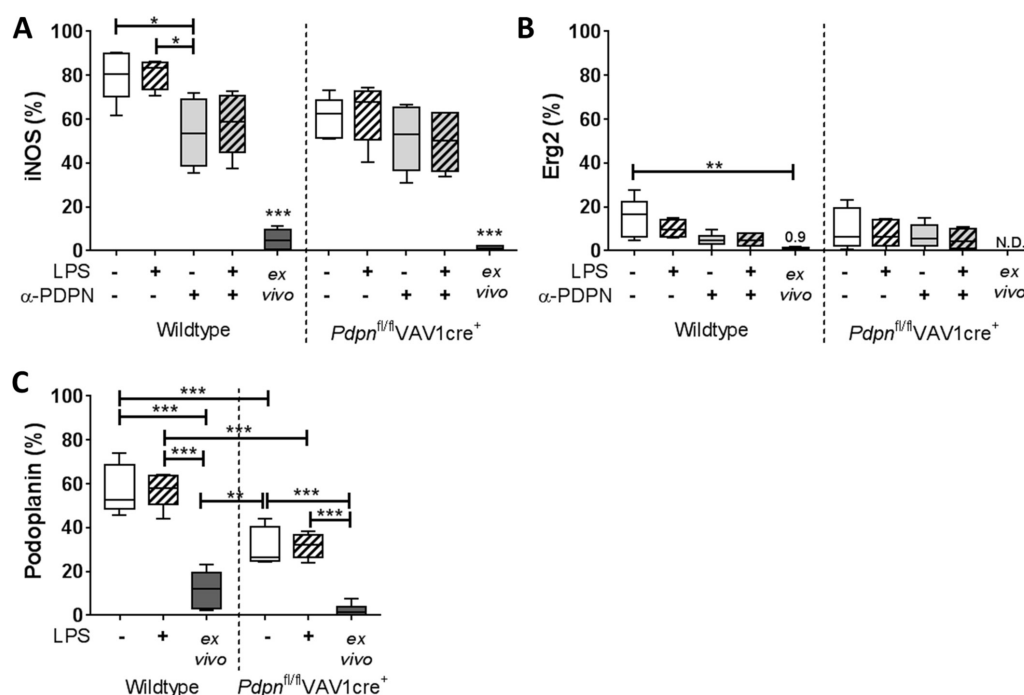 A
iNOS (%)
100
80
60
40
20
0
*
*
***
***
LPS - + - + ex vivo - + - + ex vivo
α-PDPN - - + + - - + +
Wildtype Pdpnfl/flVAV1cre+
B
Erg2 (%)
100
80
60
40
20
0
**
0.9
N.D.
LPS - + - + ex vivo - + - + ex vivo
α-PDPN - - + + - - + +
Wildtype Pdpnfl/flVAV1cre+
C
Podoplanin (%)
100
80
60
40
20
0
***
***
***
***
** ***
***
LPS - + ex vivo - + ex vivo
Wildtype Pdpnfl/flVAV1cre+